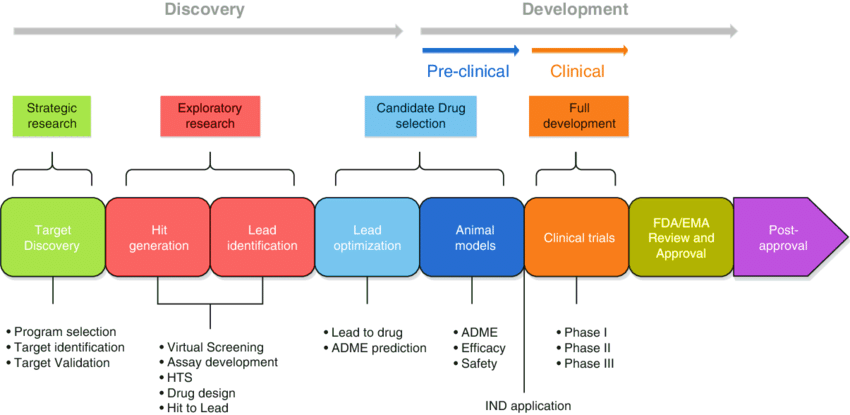 Discovery
Development
Pre-clinical
Clinical
Strategic
research
Exploratory
research
Candidate Drug
selection
Full
development
Target
Discovery
Hit
generation
Lead
identification
Lead
optimization
Animal
models
Clinical trials
FDA/EMA
Review and
Approval
Post-
approval
• Program selection
• Target identification
• Target Validation
• Virtual Screening
• Assay development
• HTS
• Drug design
• Hit to Lead
• Lead to drug
• ADME prediction
• ADME
• Efficacy
• Safety
• Phase I
• Phase II
• Phase III
IND application